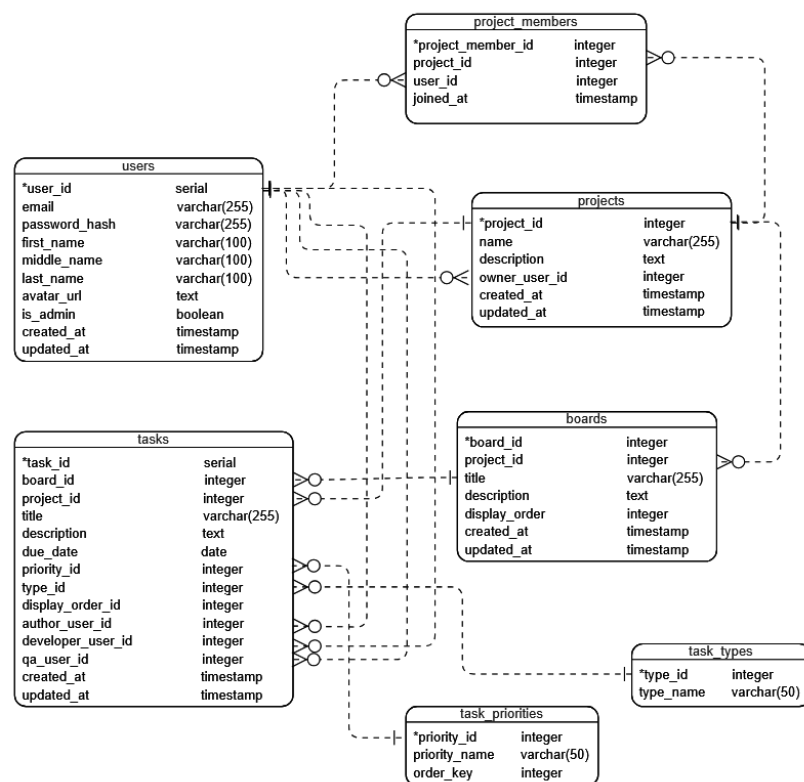 project_members
*project_member_id integer
project_id integer
user_id integer
joined_at timestamp
users
*user_id serial
email varchar(255)
password_hash varchar(255)
first_name varchar(100)
middle_name varchar(100)
last_name varchar(100)
avatar_url text
is_admin boolean
created_at timestamp
updated_at timestamp
projects
*project_id integer
name varchar(255)
description text
owner_user_id integer
created_at timestamp
updated_at timestamp
tasks
*task_id serial
board_id integer
project_id integer
title varchar(255)
description text
due_date date
priority_id integer
type_id integer
display_order_id integer
author_user_id integer
developer_user_id integer
qa_user_id integer
created_at timestamp
updated_at timestamp
boards
*board_id integer
project_id integer
title varchar(255)
description text
display_order integer
created_at timestamp
updated_at timestamp
task_types
*type_id integer
type_name varchar(50)
task_priorities
*priority_id integer
priority_name varchar(50)
order_key integer